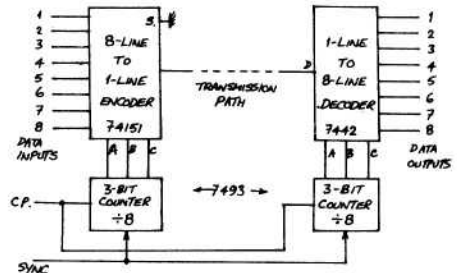 1
2
3
4
5
6
7
8
DATA
INPUTS
8-LINE
TO
1-LINE
ENCODER
74151
S.
A B C
TRANSMISSION
PATH
D
1-LINE
TO
8-LINE
DECODER
7442
A B C
1
2
3
4
5
6
7
8
DATA
OUTPUTS
C.P.
3-BIT
COUNTER
÷8
7493
3-BIT
COUNTER
÷8
SYNC